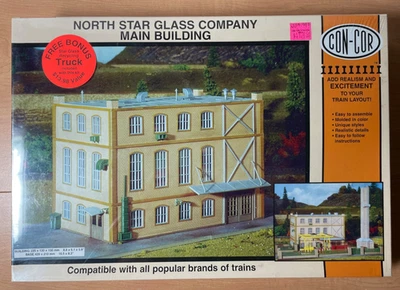 NORTH STAR GLASS COMPANY
MAIN BUILDING
FREE BONUS
Truck
CON-COR
ADD REALISM AND
EXCITEMENT
TO YOUR
TRAIN LAYOUT!
• Easy to assemble
• Molded in color
• Unique styles
• Realistic details
• Easy to follow
instructions
Compatible with all popular brands of trains